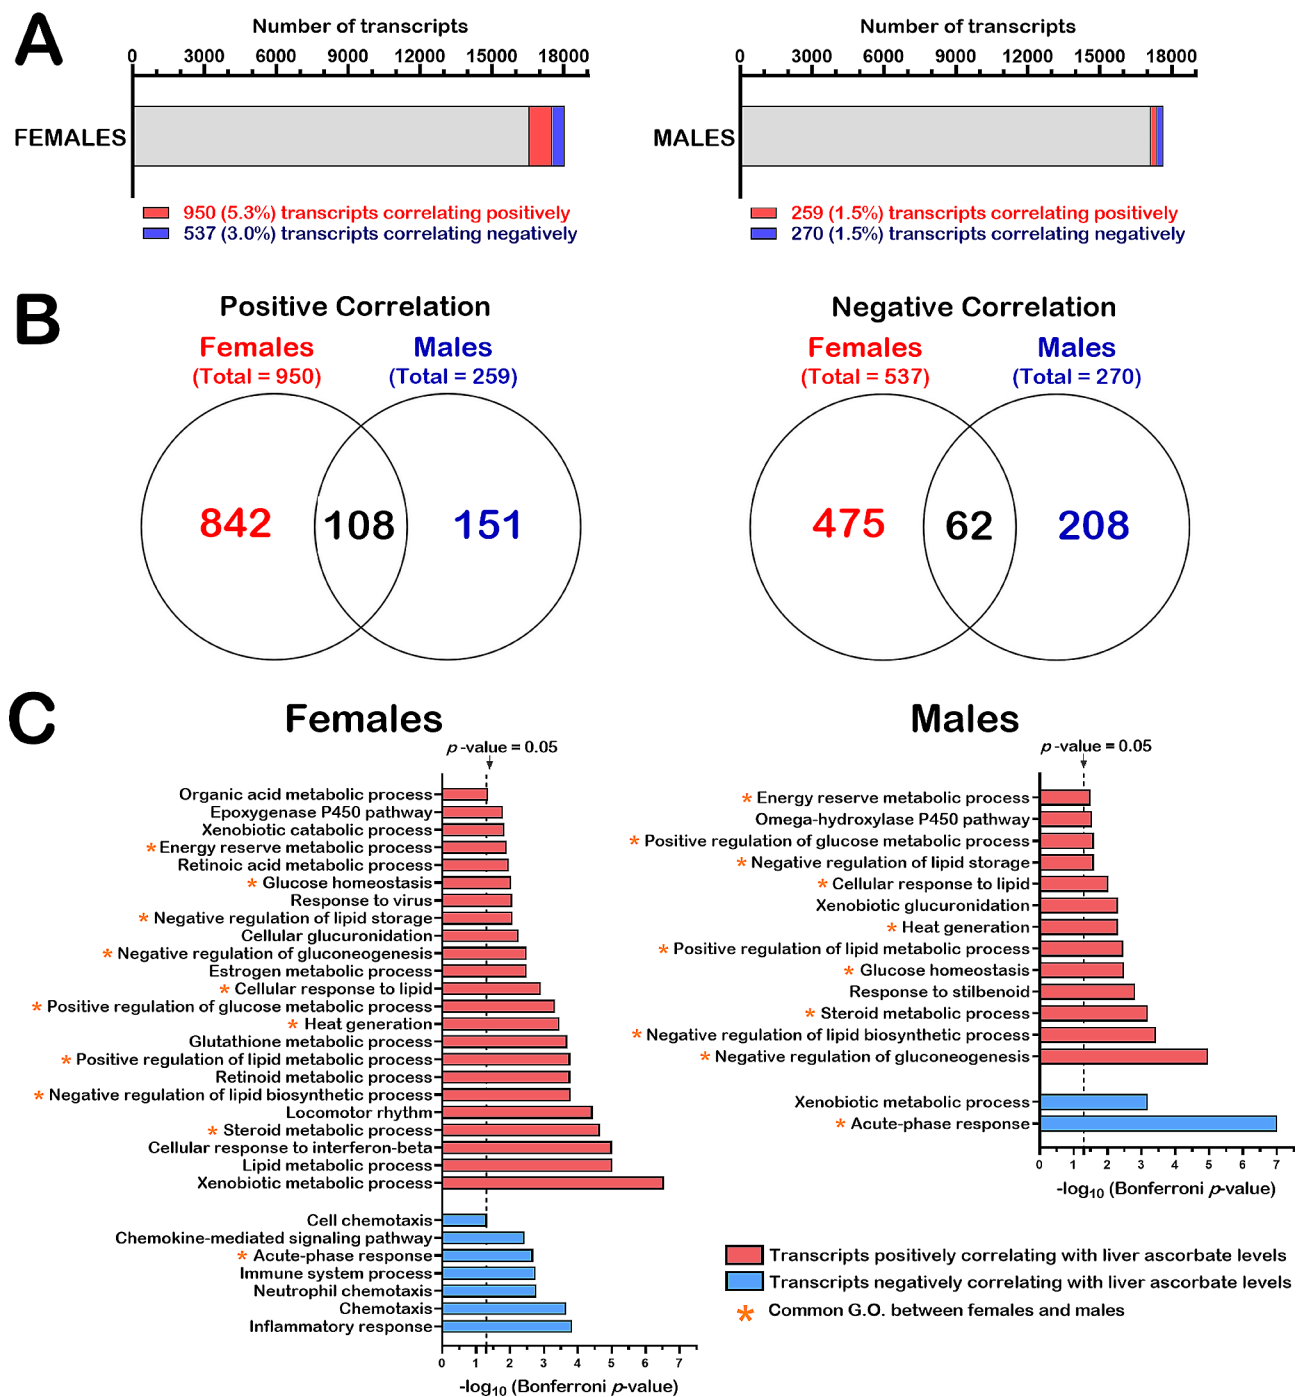 A
Number of transcripts
0 3000 6000 9000 12000 15000 18000
FEMALES
950 (5.3%) transcripts correlating positively
537 (3.0%) transcripts correlating negatively
Number of transcripts
0 3000 6000 9000 12000 15000 18000
MALES
259 (1.5%) transcripts correlating positively
270 (1.5%) transcripts correlating negatively
B
Positive Correlation
Females Males
(Total = 950) (Total = 259)
842 108 151
Negative Correlation
Females Males
(Total = 537) (Total = 270)
475 62 208
C
Females
p -value = 0.05
Organic acid metabolic process
Epoxygenase P450 pathway
Xenobiotic catabolic process
* Energy reserve metabolic process
Retinoic acid metabolic process
* Glucose homeostasis
Response to virus
* Negative regulation of lipid storage
Cellular glucuronidation
* Negative regulation of gluconeogenesis
Estrogen metabolic process
* Cellular response to lipid
* Positive regulation of glucose metabolic process
* Heat generation
Glutathione metabolic process
* Positive regulation of lipid metabolic process
Retinoid metabolic process
* Negative regulation of lipid biosynthetic process
Locomotor rhythm
* Steroid metabolic process
Cellular response to interferon-beta
Lipid metabolic process
Xenobiotic metabolic process
Cell chemotaxis
Chemokine-mediated signaling pathway
* Acute-phase response
Immune system process
Neutrophil chemotaxis
Chemotaxis
Inflammatory response
0 1 2 3 4 5 6 7
-log10 (Bonferroni p-value)
Males
p -value = 0.05
* Energy reserve metabolic process
Omega-hydroxylase P450 pathway
* Positive regulation of glucose metabolic process
* Negative regulation of lipid storage
* Cellular response to lipid
Xenobiotic glucuronidation
* Heat generation
* Positive regulation of lipid metabolic process
* Glucose homeostasis
Response to stilbenoid
* Steroid metabolic process
* Negative regulation of lipid biosynthetic process
* Negative regulation of gluconeogenesis
Xenobiotic metabolic process
* Acute-phase response
0 1 2 3 4 5 6 7
-log10 (Bonferroni p-value)
Transcripts positively correlating with liver ascorbate levels
Transcripts negatively correlating with liver ascorbate levels
* Common G.O. between females and males